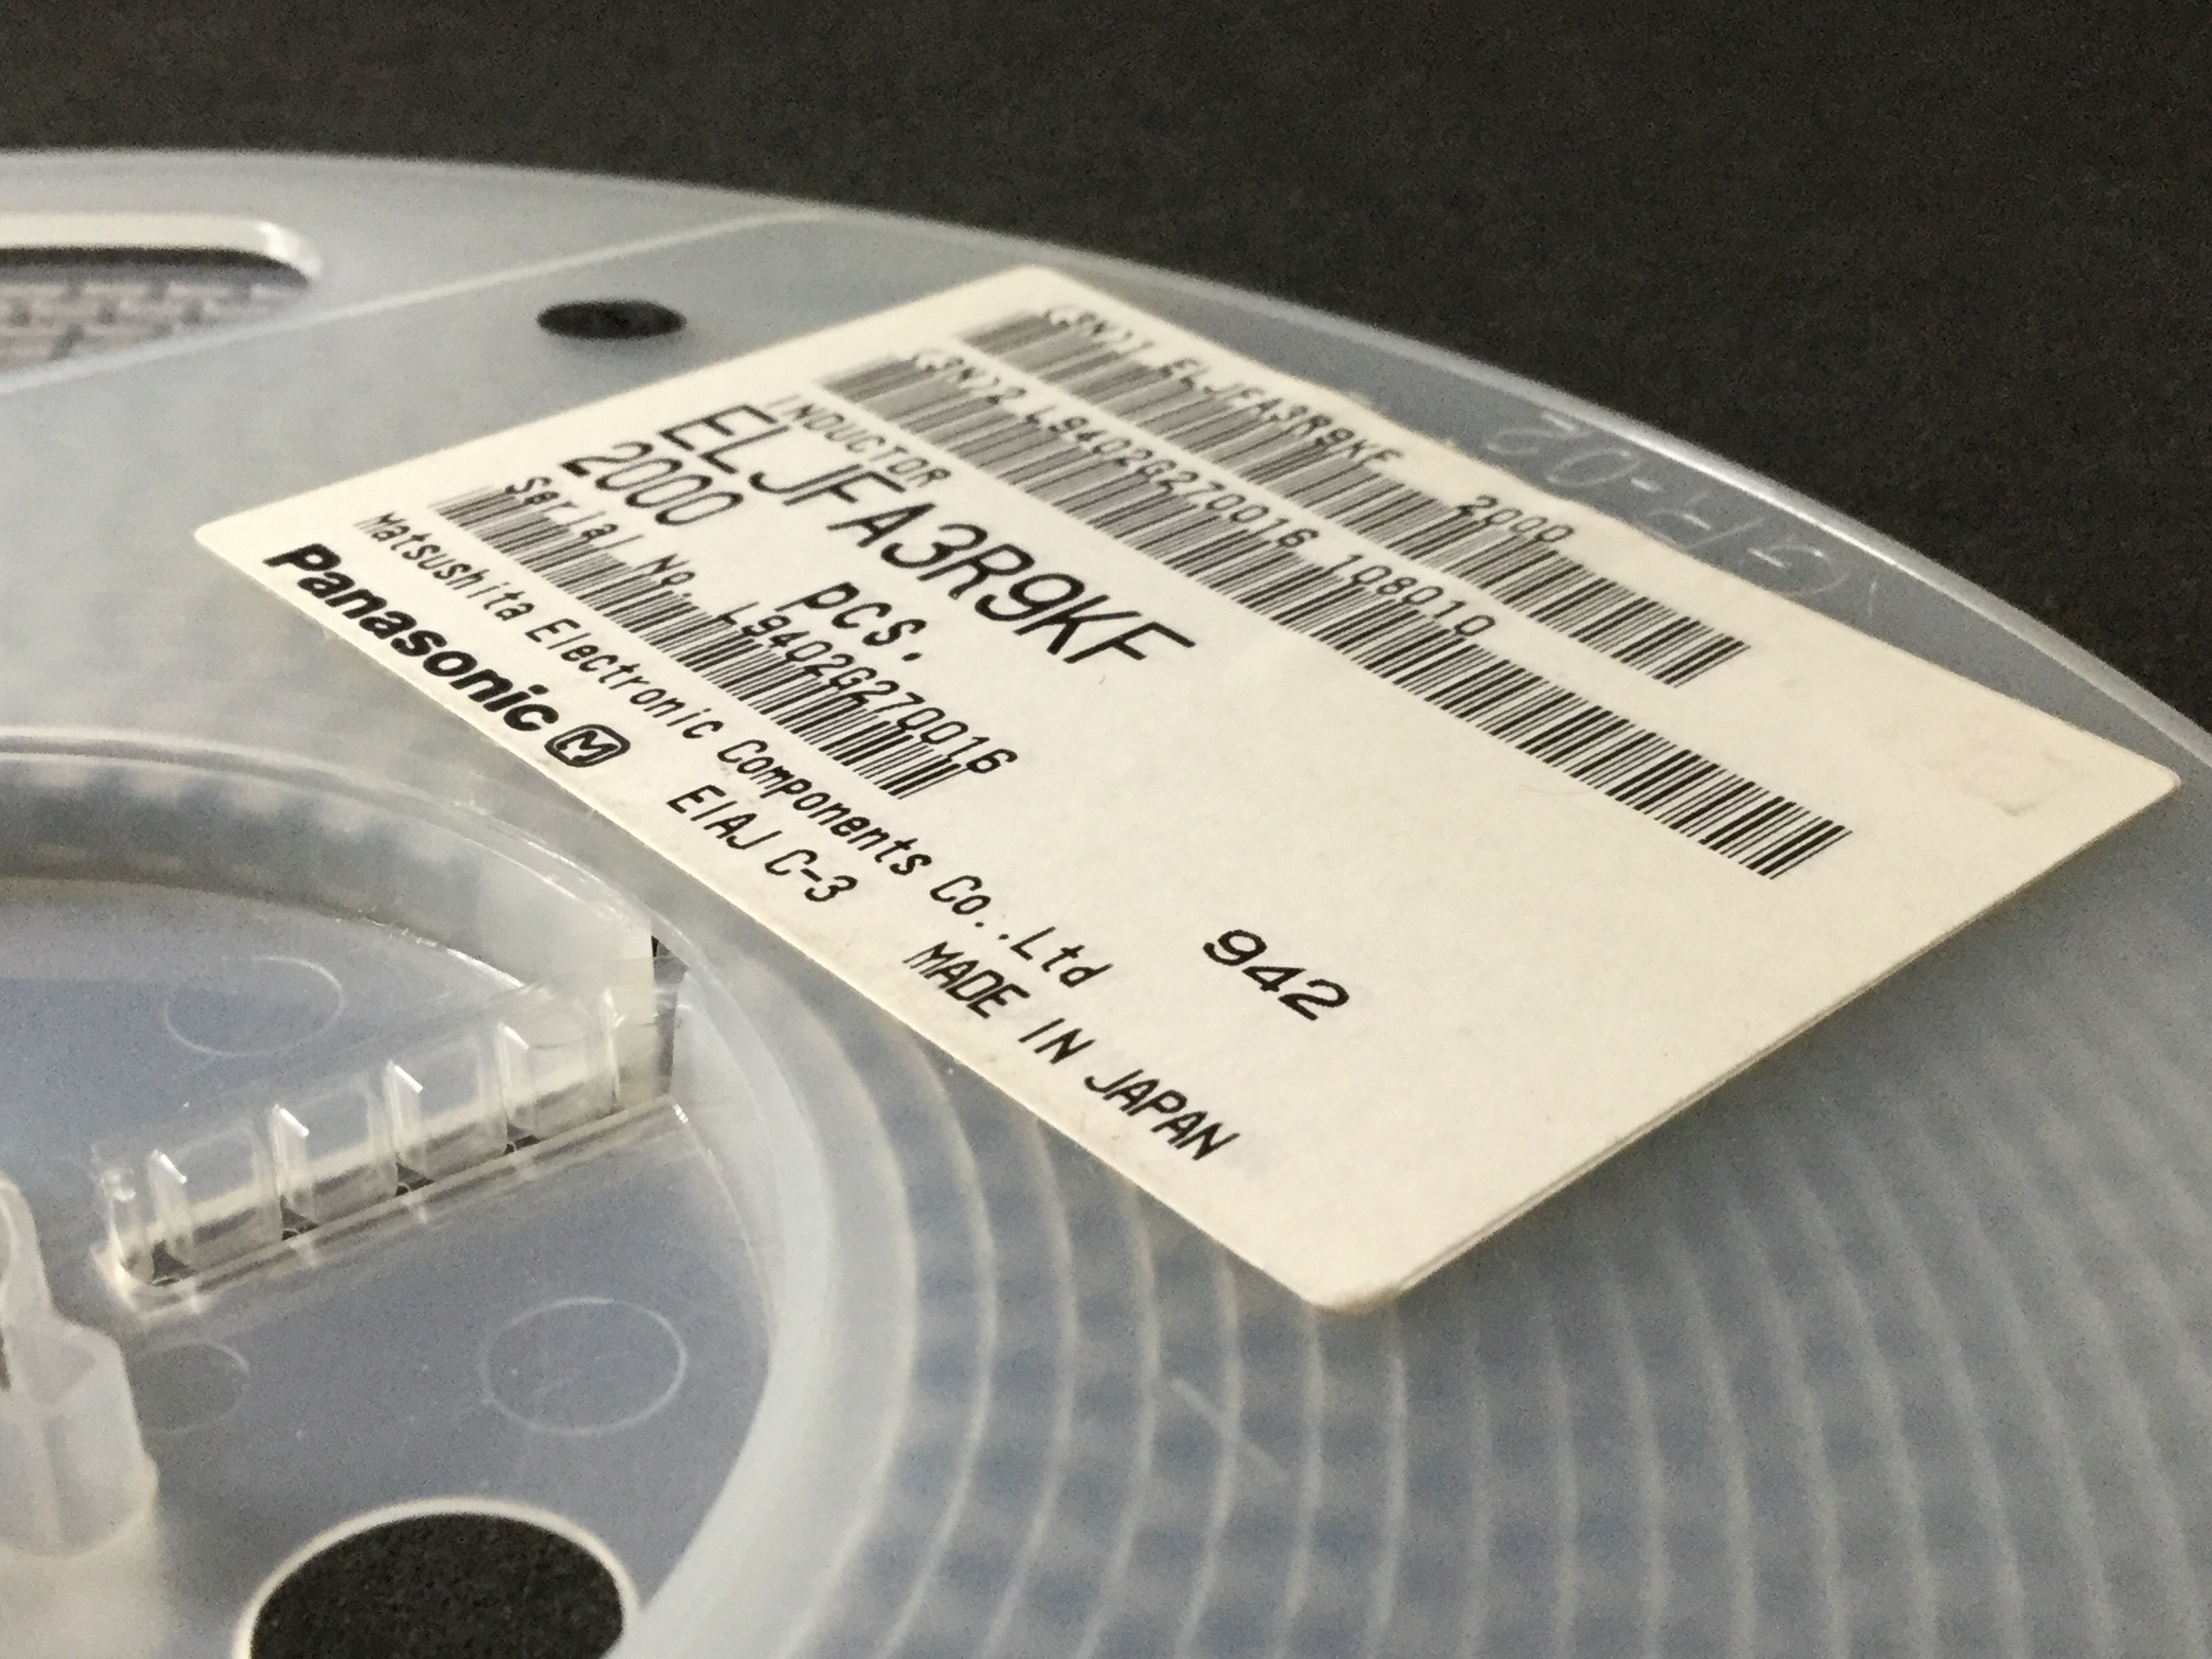 (3N)1 ELJFA3R9KF 2000
(3N)2 L9402G270016 108010
INDUCTOR
ELJFA3R9KF
2000 pcs.
Serial No. L9402G270016
942
Matsushita Electronic Components Co.,Ltd
Panasonic M EIAJ C-3 MADE IN JAPAN